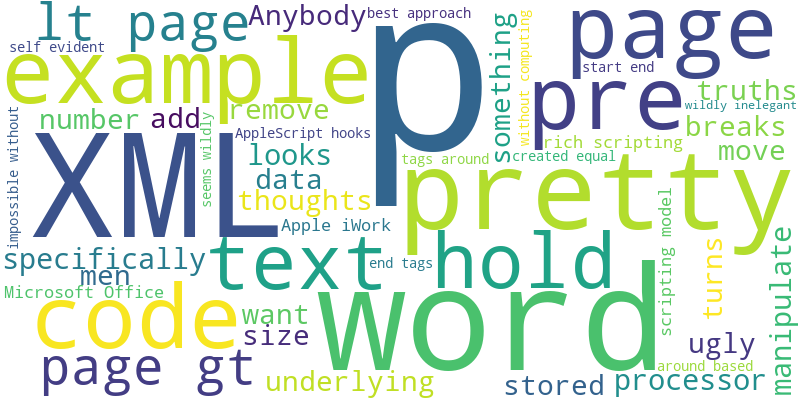 lt page
Anybody
best approach
p
something
without computing
page
self evident
example
start end
pre
truths
wildly inelegant
number
add
remove
breaks
impossible without
XML
seems wildly
AppleScript hooks
rich scripting
move
looks
tags around
created equal
data
pretty
thoughts
Apple iWork
specifically
men
text
end tags
hold
scripting model
turns
manipulate
Microsoft Office
code
want
size
word
ugly
page gt
underlying
stored
processor
around based